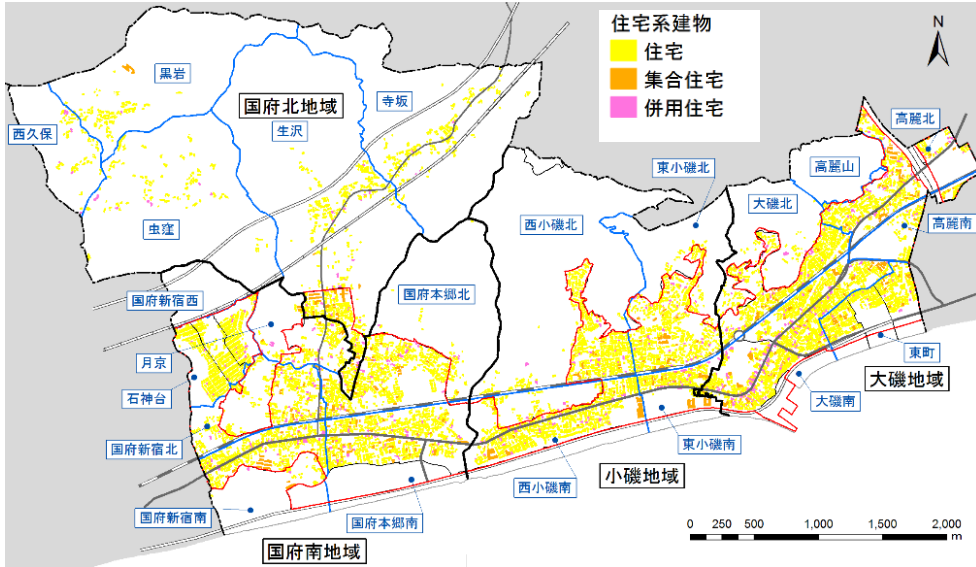 住宅系建物
住宅
集合住宅
併用住宅
N
黒岩
国府北地域
寺坂
西久保
生沢
高麗北
東小磯北
高麗山
大磯北
虫窪
西小磯北
高麗南
国府新宿西
国府本郷北
月京
東町
石神台
大磯地域
大磯南
国府新宿北
東小磯南
小磯地域
西小磯南
国府新宿南
国府本郷南
国府南地域
0 250 500 1,000 1,500 2,000
m